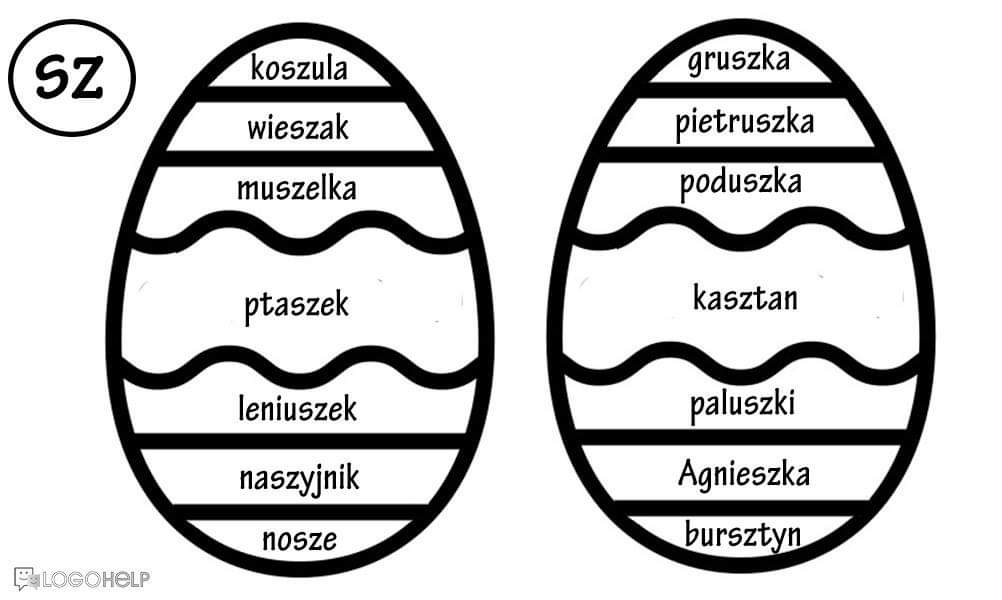 SZ
koszula
wieszak
muszelka
ptaszek
leniuszek
naszyjnik
nosze
gruszka
pietruszka
poduszka
kasztan
paluszki
Agnieszka
bursztyn
LOGOHELP